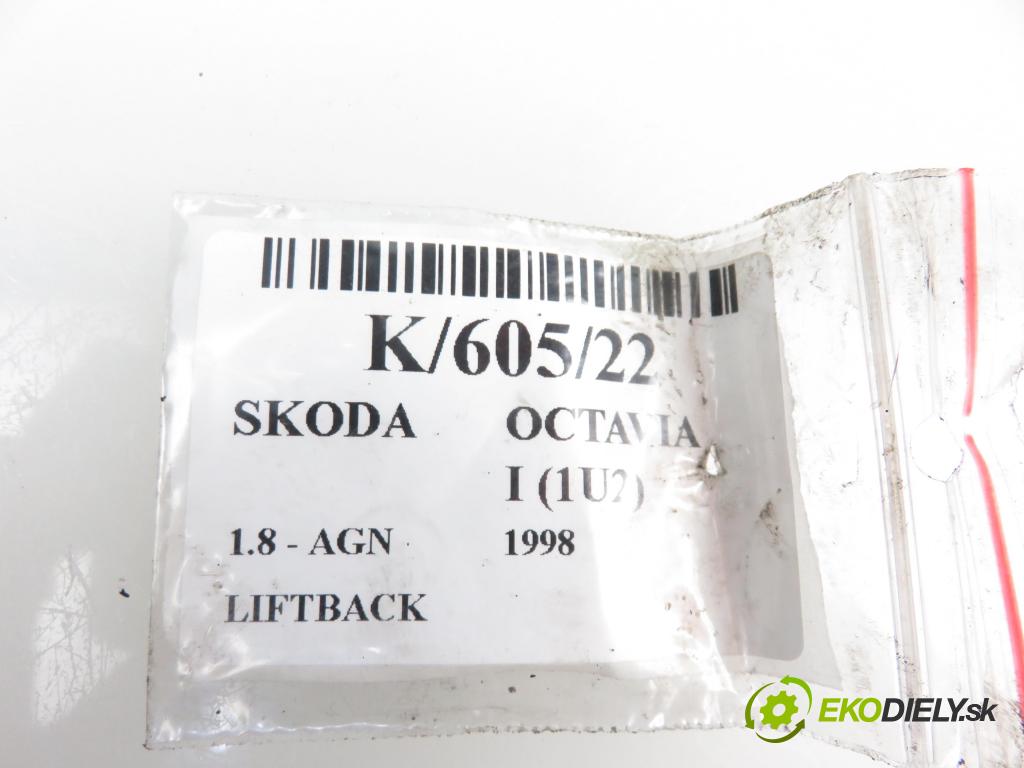 K/605/22
SKODA OCTAVIA
I (1U2)
1.8 - AGN 1998
LIFTBACK
EKODIELY.sk